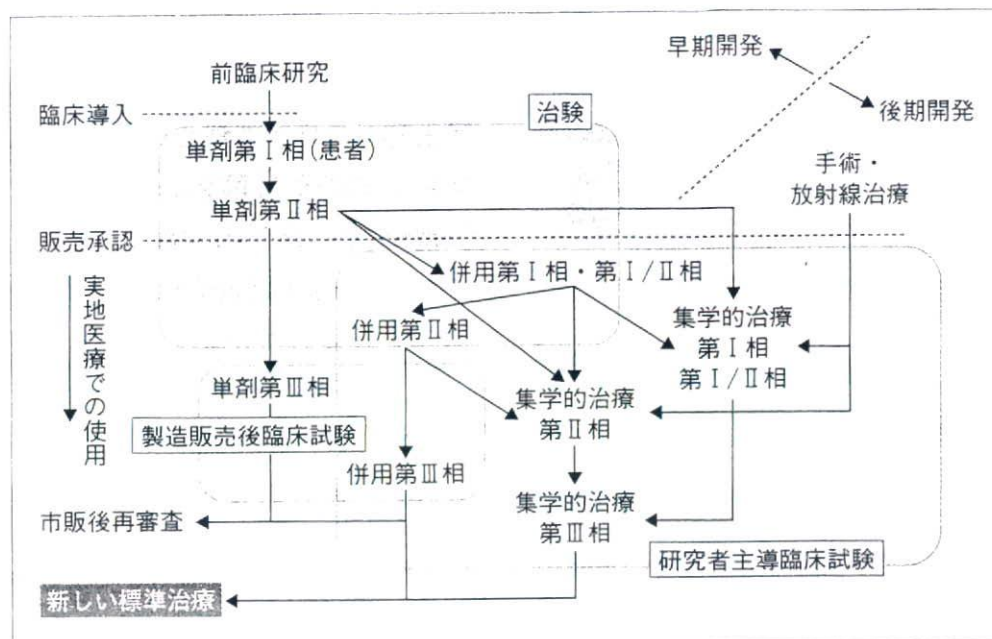 早期開発
後期開発
前臨床研究
臨床導入
治験
単剤第Ⅰ相(患者)
手術・
放射線治療
単剤第Ⅱ相
販売承認
実地医療での使用
併用第Ⅰ相・第Ⅰ/Ⅱ相
併用第Ⅱ相
集学的治療
第Ⅰ相
第Ⅰ/Ⅱ相
単剤第Ⅲ相
集学的治療
第Ⅱ相
製造販売後臨床試験
併用第Ⅲ相
集学的治療
第Ⅲ相
市販後再審査
研究者主導臨床試験
新しい標準治療